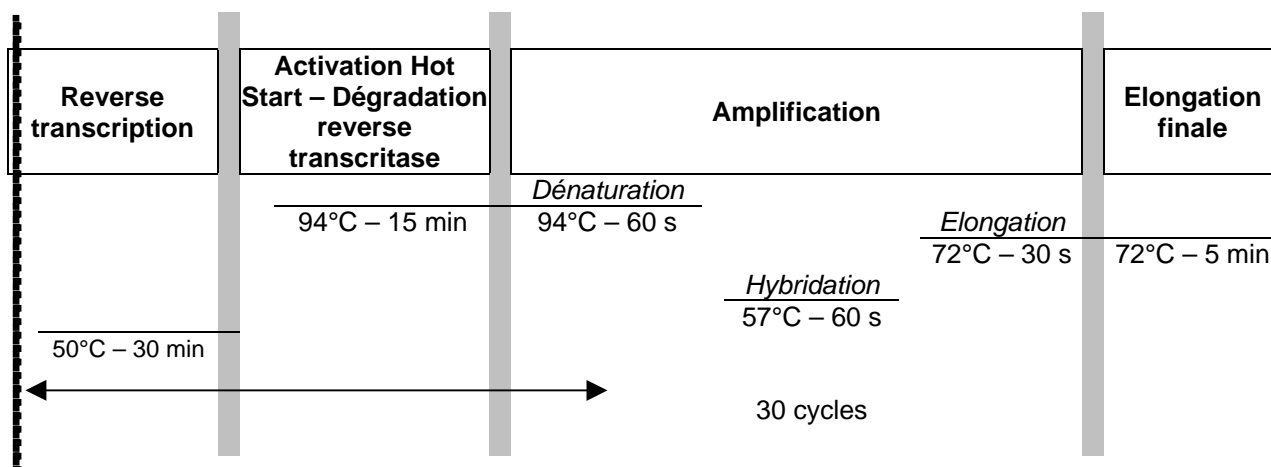 Reverse
transcription
Activation Hot
Start – Dégradation
reverse
transcritase
Amplification
Elongation
finale
Dénaturation
94°C – 15 min
94°C – 60 s
Elongation
72°C – 30 s
72°C – 5 min
Hybridation
57°C – 60 s
50°C – 30 min
30 cycles